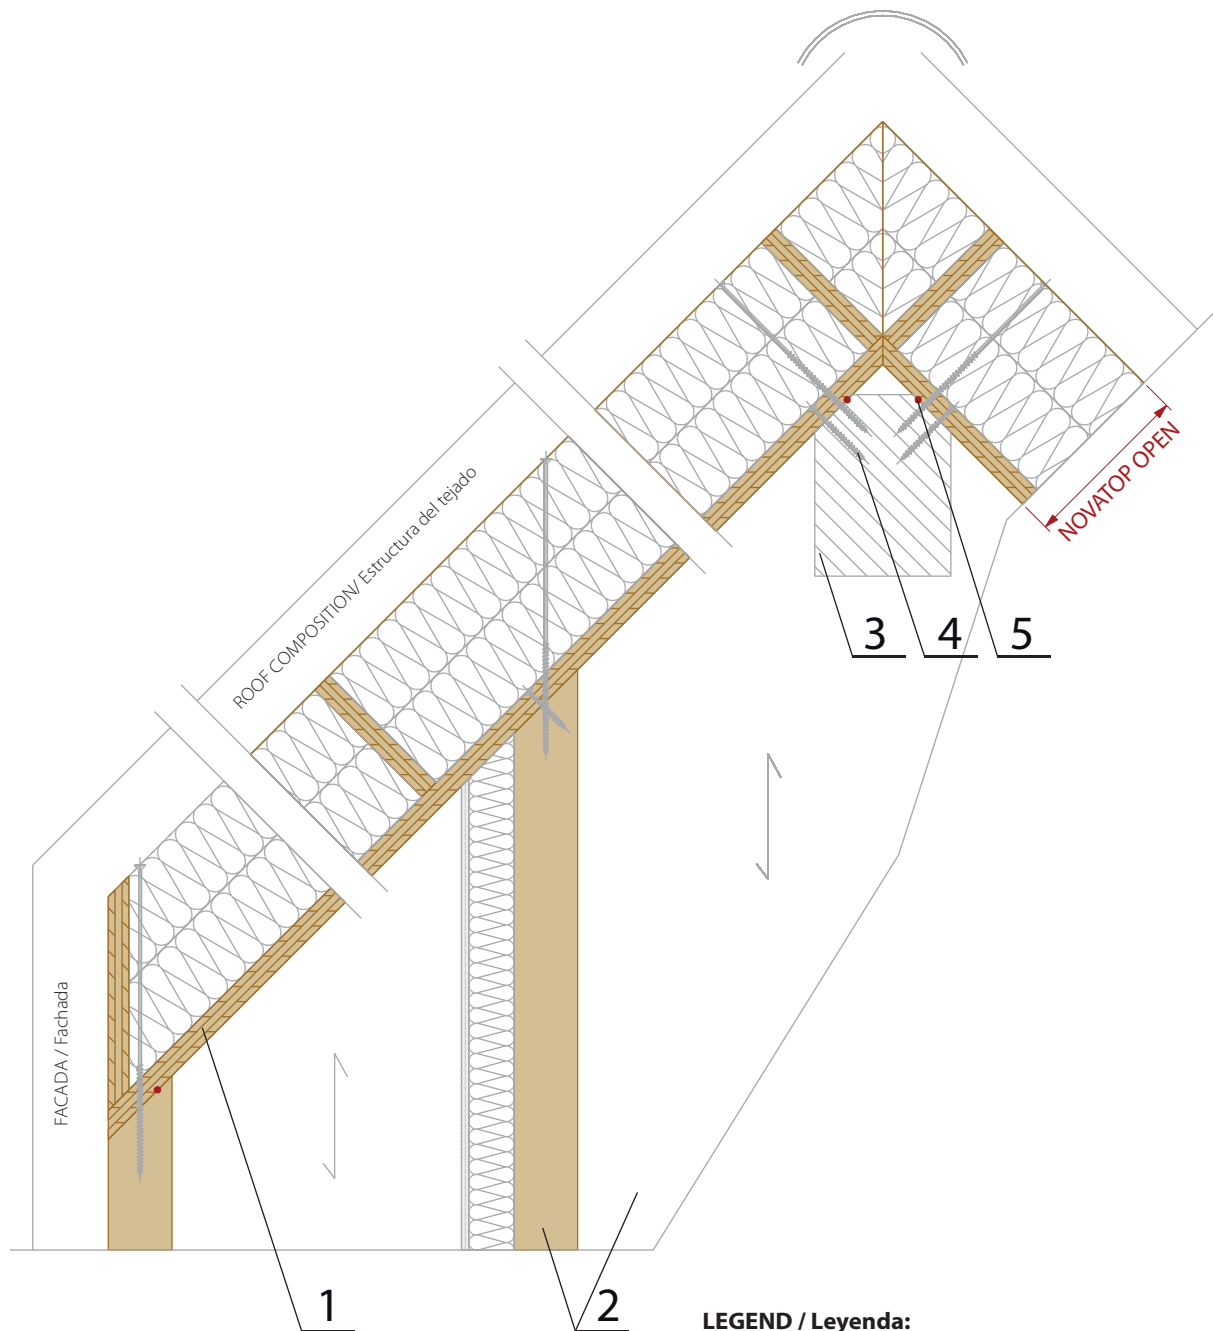 NOVATOP OPEN
ROOF COMPOSITION/ Estructura del tejado
3
4
5
FACADA / Fachada
1
2
LEGEND / Leyenda: